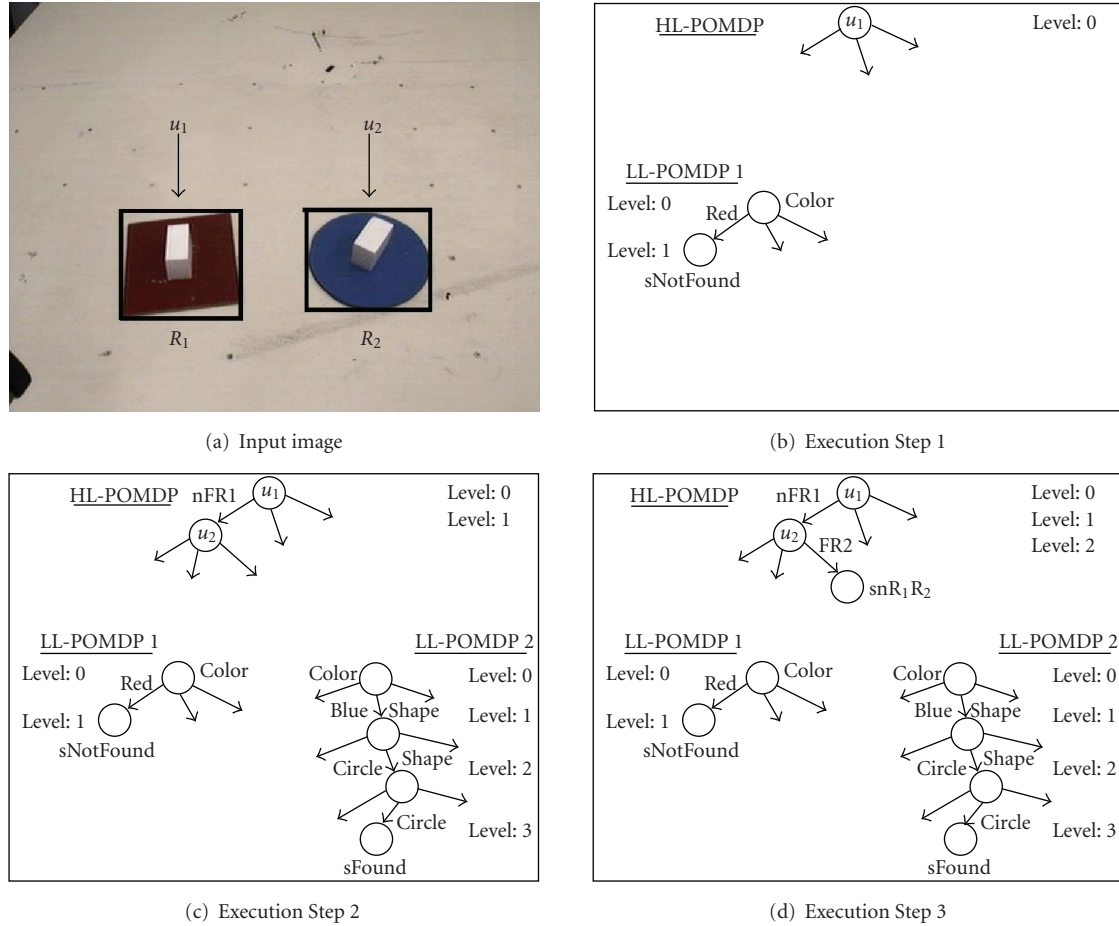 u1
u2
R1
R2
(a) Input image
HL-POMDP
u1
Level: 0
LL-POMDP 1
Level: 0
Color
Red
Level: 1
sNotFound
(b) Execution Step 1
HL-POMDP
nFR1
u1
Level: 0
Level: 1
u2
LL-POMDP 1
Level: 0
Color
Red
Level: 1
sNotFound
LL-POMDP 2
Color
Level: 0
Blue
Shape
Level: 1
Circle
Shape
Level: 2
Circle
Level: 3
sFound
(c) Execution Step 2
HL-POMDP
nFR1
u1
Level: 0
Level: 1
u2
FR2
Level: 2
snR1R2
LL-POMDP 1
Level: 0
Color
Red
Level: 1
sNotFound
LL-POMDP 2
Color
Level: 0
Blue
Shape
Level: 1
Circle
Shape
Level: 2
Circle
Level: 3
sFound
(d) Execution Step 3